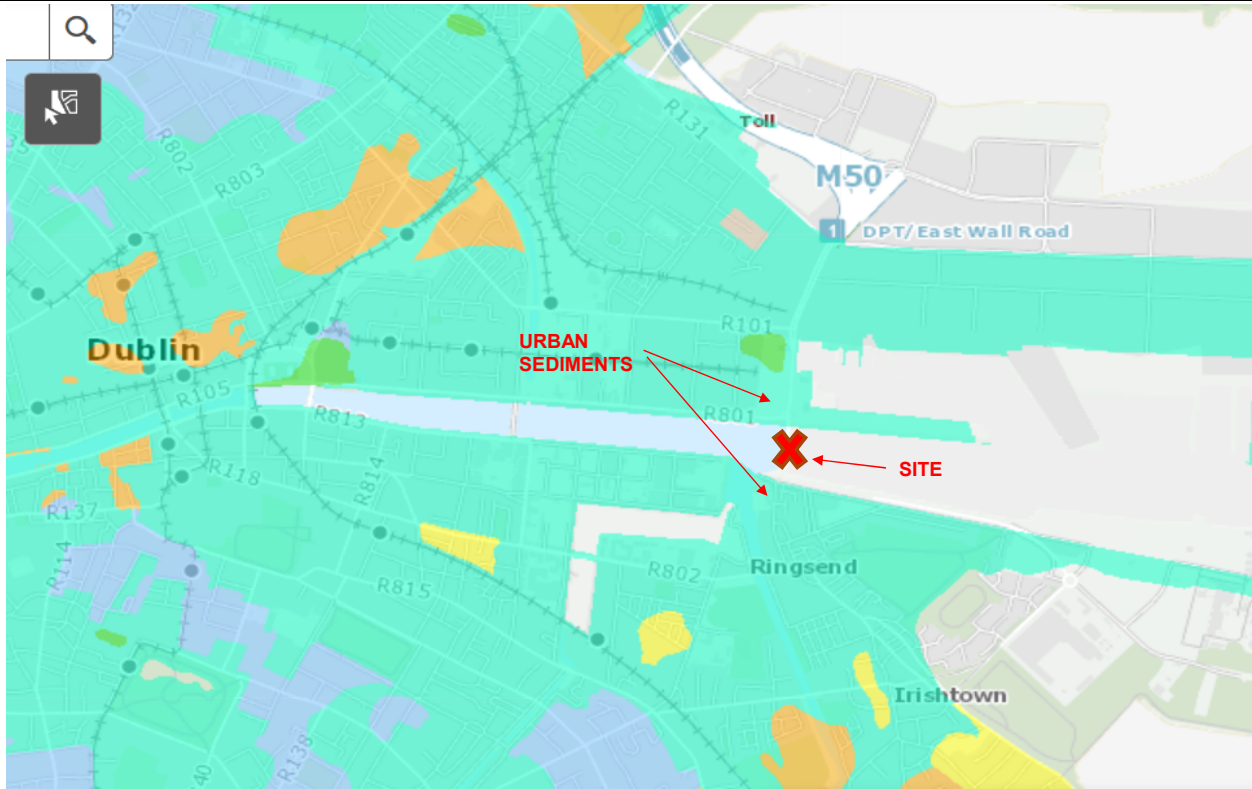 R132
R802
R803
R131
Toll
M50
1 DPT/East Wall Road
R101
URBAN
SEDIMENTS
Dublin
R105
R813
R801
SITE
R118
R814
R137
R114
R815
R802
Ringsend
Irishtown
R138